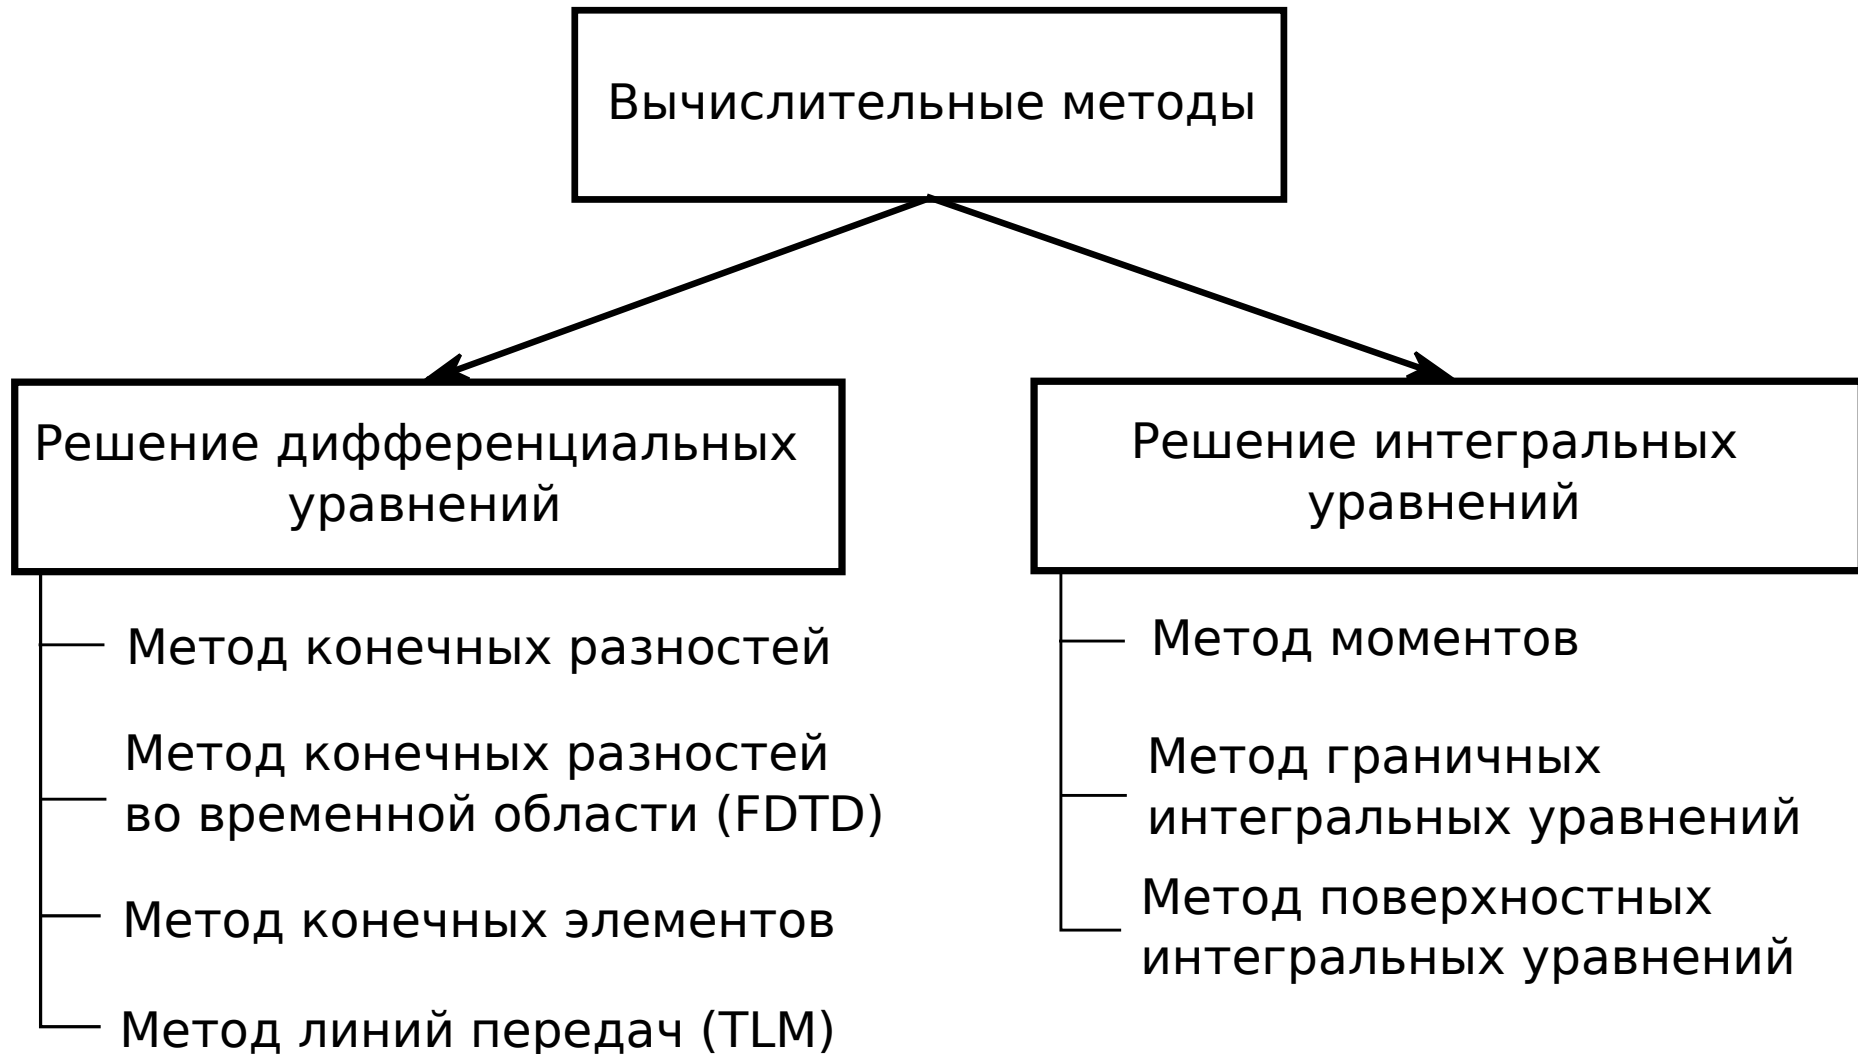 Вычислительные методы
Решение дифференциальных
уравнений
Метод конечных разностей
Метод конечных разностей
во временной области (FDTD)
Метод конечных элементов
Метод линий передач (TLM)
Решение интегральных
уравнений
Метод моментов
Метод граничных
интегральных уравнений
Метод поверхностных
интегральных уравнений